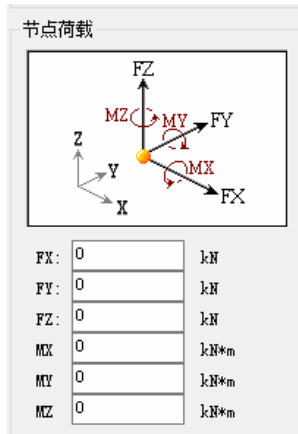 节点荷载
FZ
MZ
MY
FY
Z
Y
MX
X
FX
FX: 0 kN
FY: 0 kN
FZ: 0 kN
MX 0 kN*m
MY 0 kN*m
MZ 0 kN*m